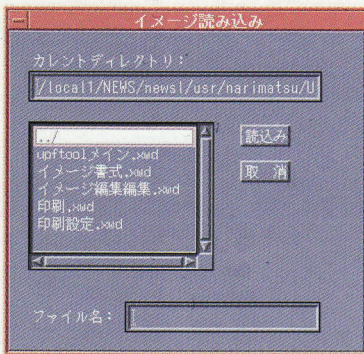 イメージ読み込み
カレントディレクトリ:
/local1/NEWS/newsl/usr/narimatsu/U
../
upftoolメイン.xwd
イメージ書式.xwd
イメージ編集編集.xwd
印刷.xwd
印刷設定.xwd
読込み
取 消
ファイル名: